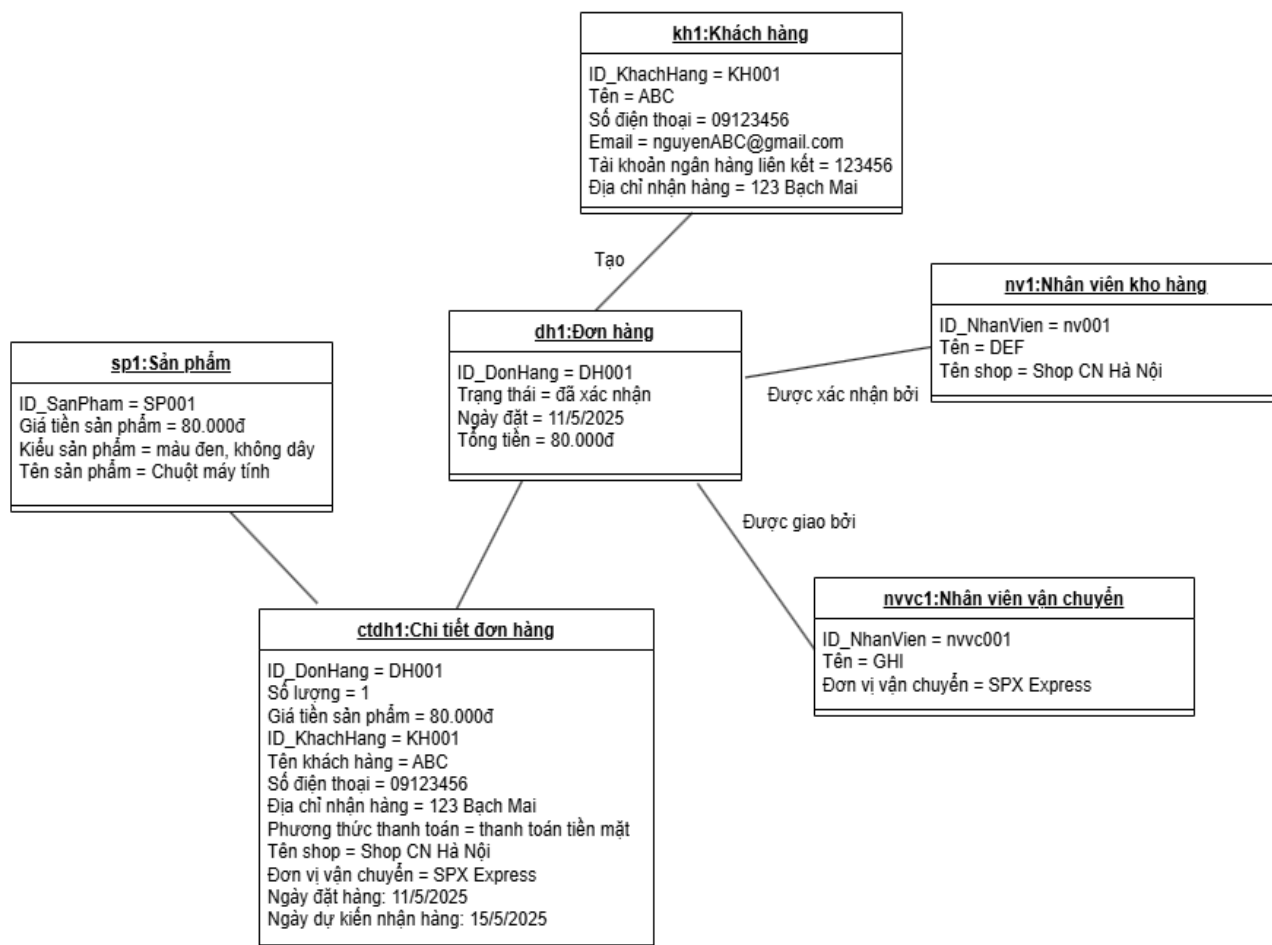 kh1:Khách hàng
ID_KhachHang = KH001
Tên = ABC
Số điện thoại = 09123456
Email = nguyenABC@gmail.com
Tài khoản ngân hàng liên kết = 123456
Địa chỉ nhận hàng = 123 Bạch Mai
Tạo
nv1:Nhân viên kho hàng
ID_NhanVien = nv001
Tên = DEF
Tên shop = Shop CN Hà Nội
dh1:Đơn hàng
ID_DonHang = DH001
Trạng thái = đã xác nhận
Ngày đặt = 11/5/2025
Tổng tiền = 80.000đ
Được xác nhận bởi
sp1:Sản phẩm
ID_SanPham = SP001
Giá tiền sản phẩm = 80.000đ
Kiểu sản phẩm = màu đen, không dây
Tên sản phẩm = Chuột máy tính
Được giao bởi
nvvc1:Nhân viên vận chuyển
ID_NhanVien = nvvc001
Tên = GHI
Đơn vị vận chuyển = SPX Express
ctdh1:Chi tiết đơn hàng
ID_DonHang = DH001
Số lượng = 1
Giá tiền sản phẩm = 80.000đ
ID_KhachHang = KH001
Tên khách hàng = ABC
Số điện thoại = 09123456
Địa chỉ nhận hàng = 123 Bạch Mai
Phương thức thanh toán = thanh toán tiền mặt
Tên shop = Shop CN Hà Nội
Đơn vị vận chuyển = SPX Express
Ngày đặt hàng: 11/5/2025
Ngày dự kiến nhận hàng: 15/5/2025